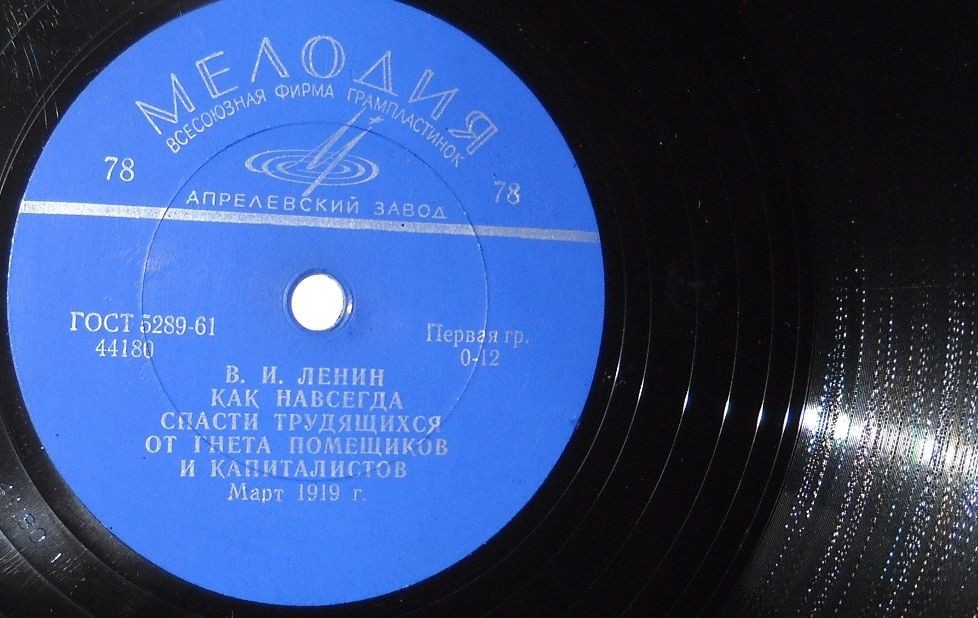 МЕЛОДИЯ
ВСЕСОЮЗНАЯ ФИРМА ГРАМПЛАСТИНОК
78
78
АПРЕЛЕВСКИЙ ЗАВОД
ГОСТ 5289-61
44180
Первая гр.
0-12
В. И. ЛЕНИН
КАК НАВСЕГДА
СПАСТИ ТРУДЯЩИХСЯ
ОТ ГНЕТА ПОМЕЩИКОВ
И КАПИТАЛИСТОВ
Март 1919 г.